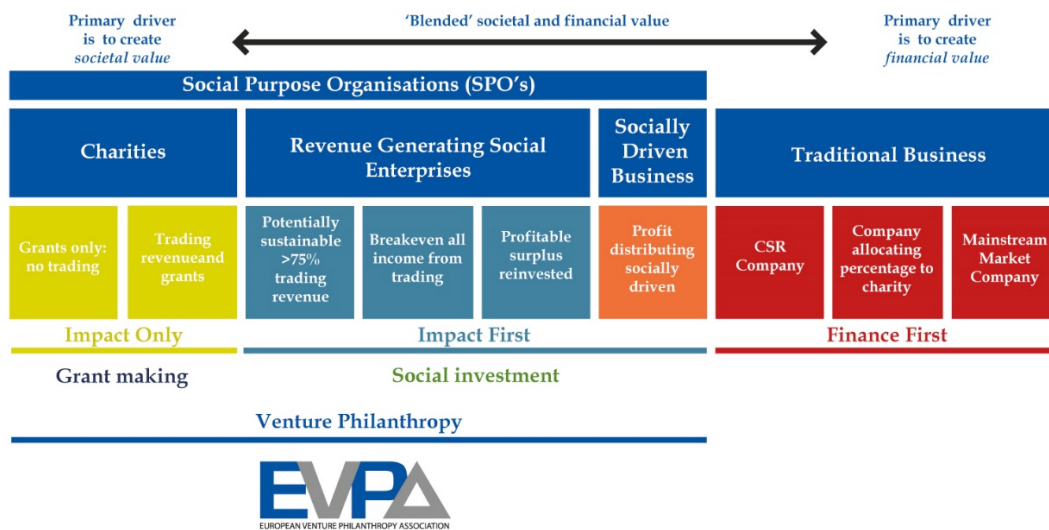 Primary driver
is to create
societal value
'Blended' societal and financial value
Primary driver
is to create
financial value
Social Purpose Organisations (SPO's)
Charities
Revenue Generating Social
Enterprises
Socially
Driven
Business
Traditional Business
Grants only:
no trading
Trading
revenueand
grants
Potentially
sustainable
>75%
trading
revenue
Breakeven all
income from
trading
Profitable
surplus
reinvested
Profit
distributing
socially
driven
CSR
Company
Company
allocating
percentage to
charity
Mainstream
Market
Company
Impact Only
Impact First
Finance First
Grant making
Social investment
Venture Philanthropy
EVPA
EUROPEAN VENTURE PHILANTHROPY ASSOCIATION